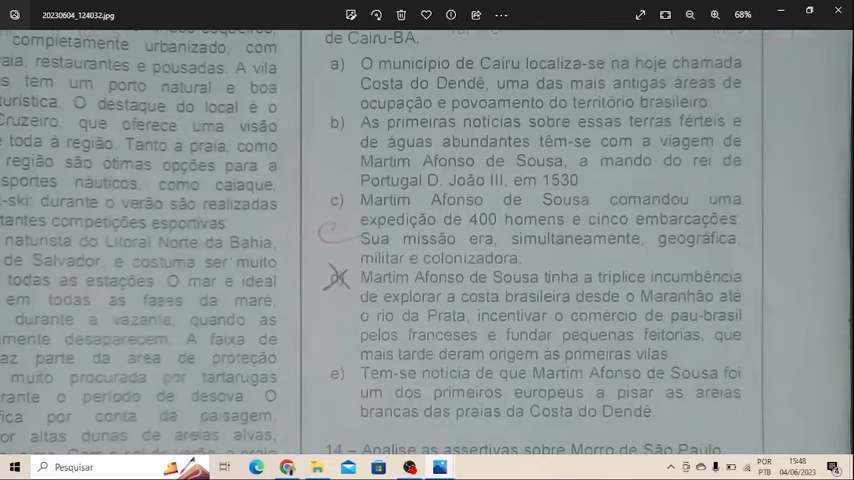 20230604_124032.jpg
68%
completamente urbanizado, com
aia, restaurantes e pousadas. A vila
s tem um porto natural e boa
turística. O destaque do local é o
Cruzeiro, que oferece uma visão
e toda à região. Tanto a praia, como
região são ótimas opções para a
sportes náuticos, como caiaque,
t-ski; durante o verão são realizadas
tantes competições esportivas.
naturista do Litoral Norte da Bahia,
de Salvador, e costuma ser muito
todas as estações. O mar é ideal
em todas as fases da maré,
durante a vazante, quando as
mente desaparecem. A faixa de
az parte da área de proteção
muito procurada por tartarugas
rante o período de desova. O
fica por conta da paisagem,
or altas dunas de areias alvas,
de Cairu-BA.
a) O município de Cairu localiza-se na hoje chamada
Costa do Dendê, uma das mais antigas áreas de
ocupação e povoamento do território brasileiro.
b) As primeiras notícias sobre essas terras férteis e
de águas abundantes têm-se com a viagem de
Martim Afonso de Sousa, a mando do rei de
Portugal D. João III, em 1530.
c) Martim Afonso de Sousa comandou uma
expedição de 400 homens e cinco embarcações.
Sua missão era, simultaneamente, geográfica,
militar e colonizadora.
d) Martim Afonso de Sousa tinha a tríplice incumbência
de explorar a costa brasileira desde o Maranhão até
o rio da Prata, incentivar o comércio de pau-brasil
pelos franceses e fundar pequenas feitorias, que
mais tarde deram origem às primeiras vilas.
e) Tem-se notícia de que Martim Afonso de Sousa foi
um dos primeiros europeus a pisar as areias
brancas das praias da Costa do Dendê.
14 – Analise as assertivas sobre Morro de São Paulo
Pesquisar
POR
PTB
15:48
04/06/2023
4